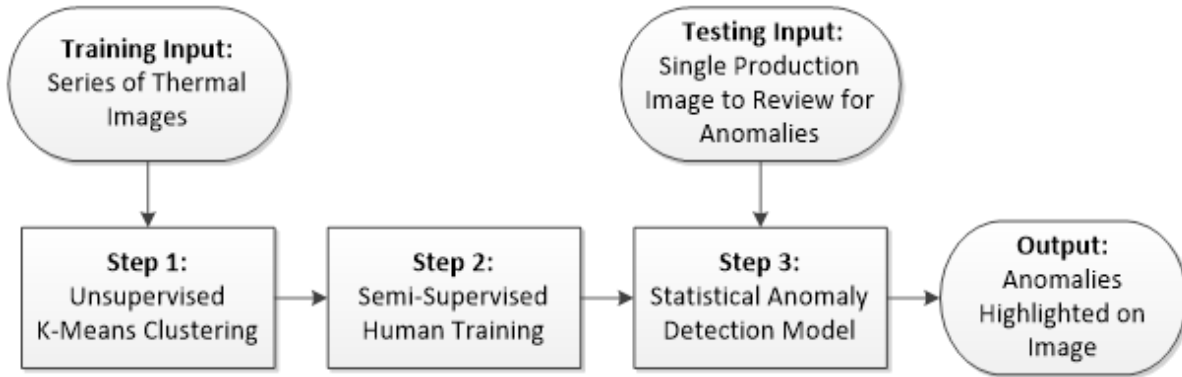 Training Input:
Series of Thermal
Images
Testing Input:
Single Production
Image to Review for
Anomalies
Step 1:
Unsupervised
K-Means Clustering
Step 2:
Semi-Supervised
Human Training
Step 3:
Statistical Anomaly
Detection Model
Output:
Anomalies
Highlighted on
Image